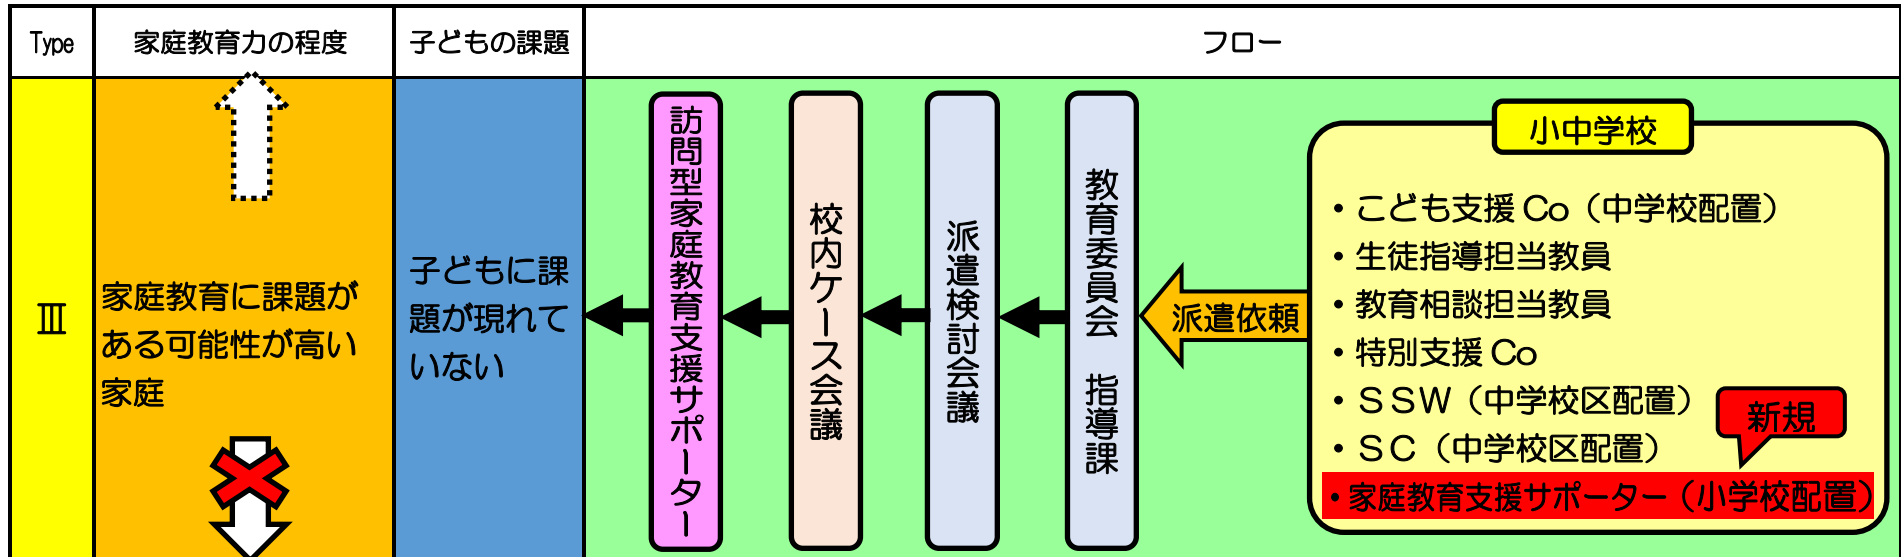 Type
家庭教育力の程度
子どもの課題
フロー
Ⅲ
家庭教育に課題が
ある可能性が高い
家庭
子どもに課
題が現れて
いない
訪問型家庭教育支援サポーター
校内ケース会議
派遣検討会議
教育委員会 指導課
派遣依頼
小中学校
・こども支援Co（中学校配置）
・生徒指導担当教員
・教育相談担当教員
・特別支援Co
・ＳＳＷ（中学校区配置）
・ＳＣ（中学校区配置）
新規
・家庭教育支援サポーター（小学校配置）